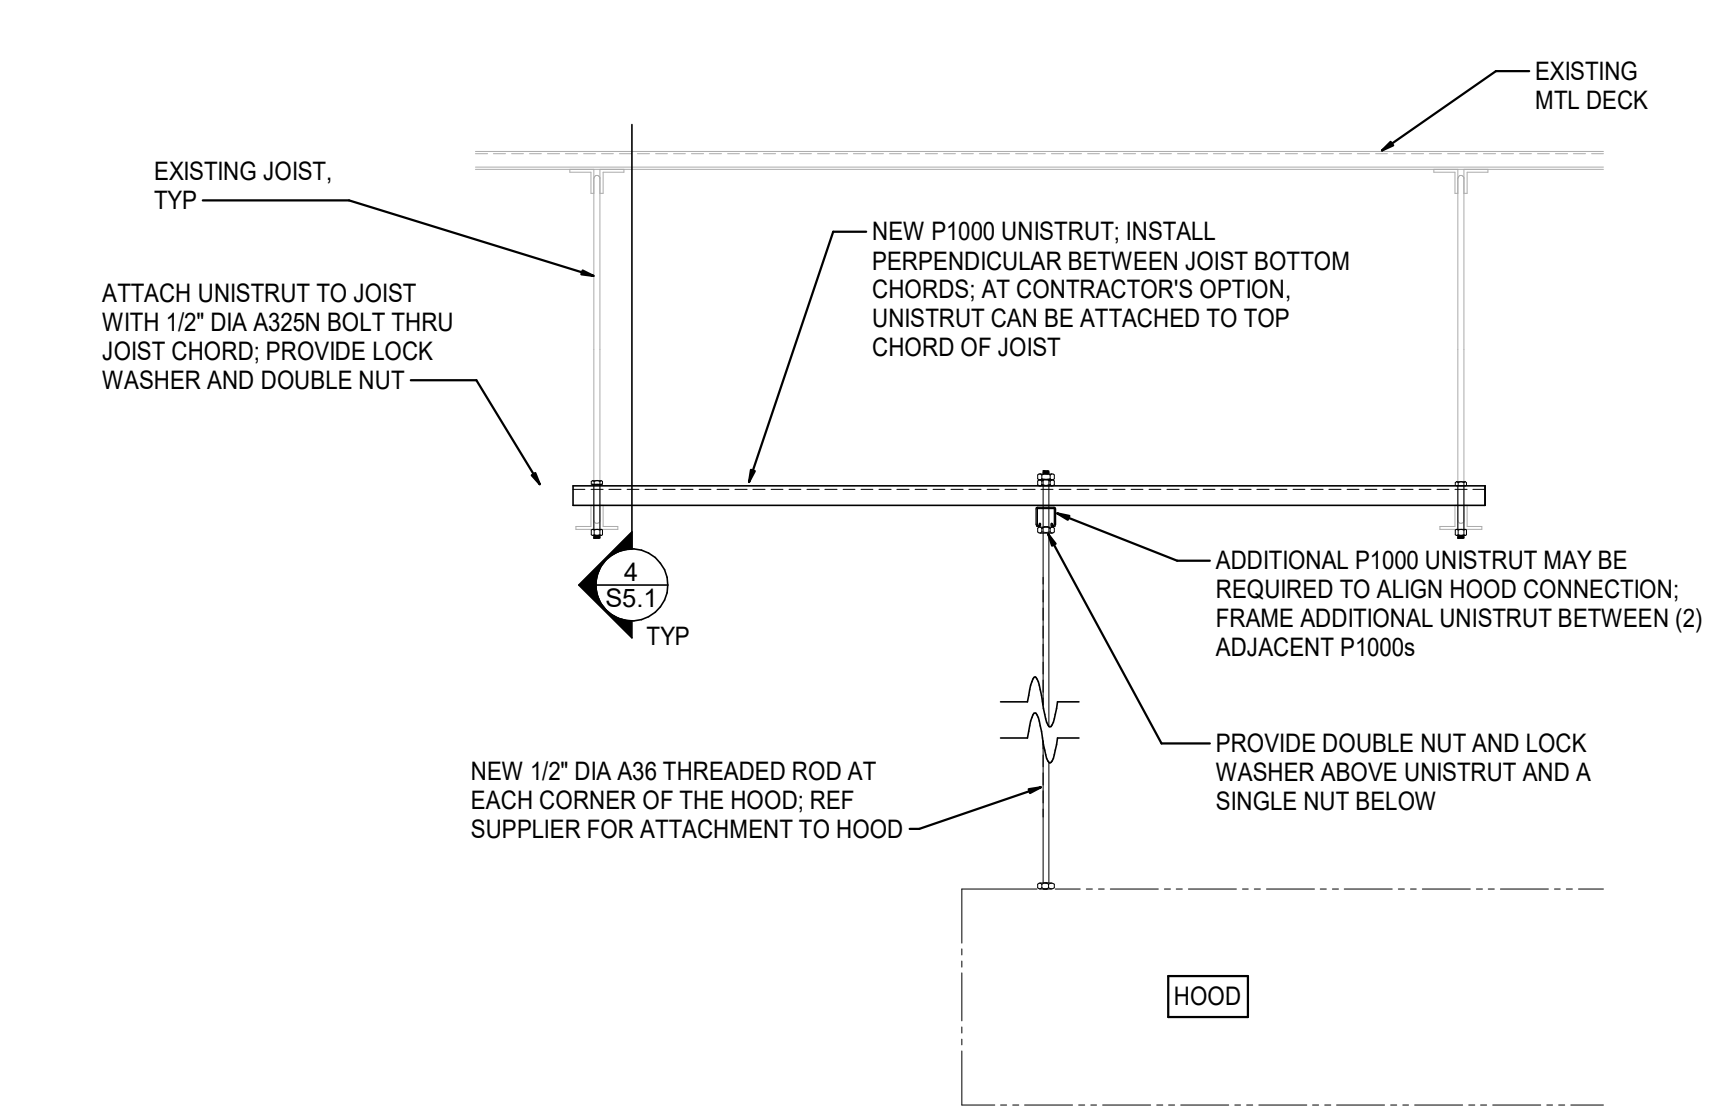 EXISTING
MTL DECK
EXISTING JOIST,
TYP
NEW P1000 UNISTRUT; INSTALL
PERPENDICULAR BETWEEN JOIST BOTTOM
CHORDS; AT CONTRACTOR'S OPTION,
UNISTRUT CAN BE ATTACHED TO TOP
CHORD OF JOIST
ATTACH UNISTRUT TO JOIST
WITH 1/2" DIA A325N BOLT THRU
JOIST CHORD; PROVIDE LOCK
WASHER AND DOUBLE NUT
4
S5.1
TYP
ADDITIONAL P1000 UNISTRUT MAY BE
REQUIRED TO ALIGN HOOD CONNECTION;
FRAME ADDITIONAL UNISTRUT BETWEEN (2)
ADJACENT P1000s
PROVIDE DOUBLE NUT AND LOCK
WASHER ABOVE UNISTRUT AND A
SINGLE NUT BELOW
NEW 1/2" DIA A36 THREADED ROD AT
EACH CORNER OF THE HOOD; REF
SUPPLIER FOR ATTACHMENT TO HOOD
HOOD